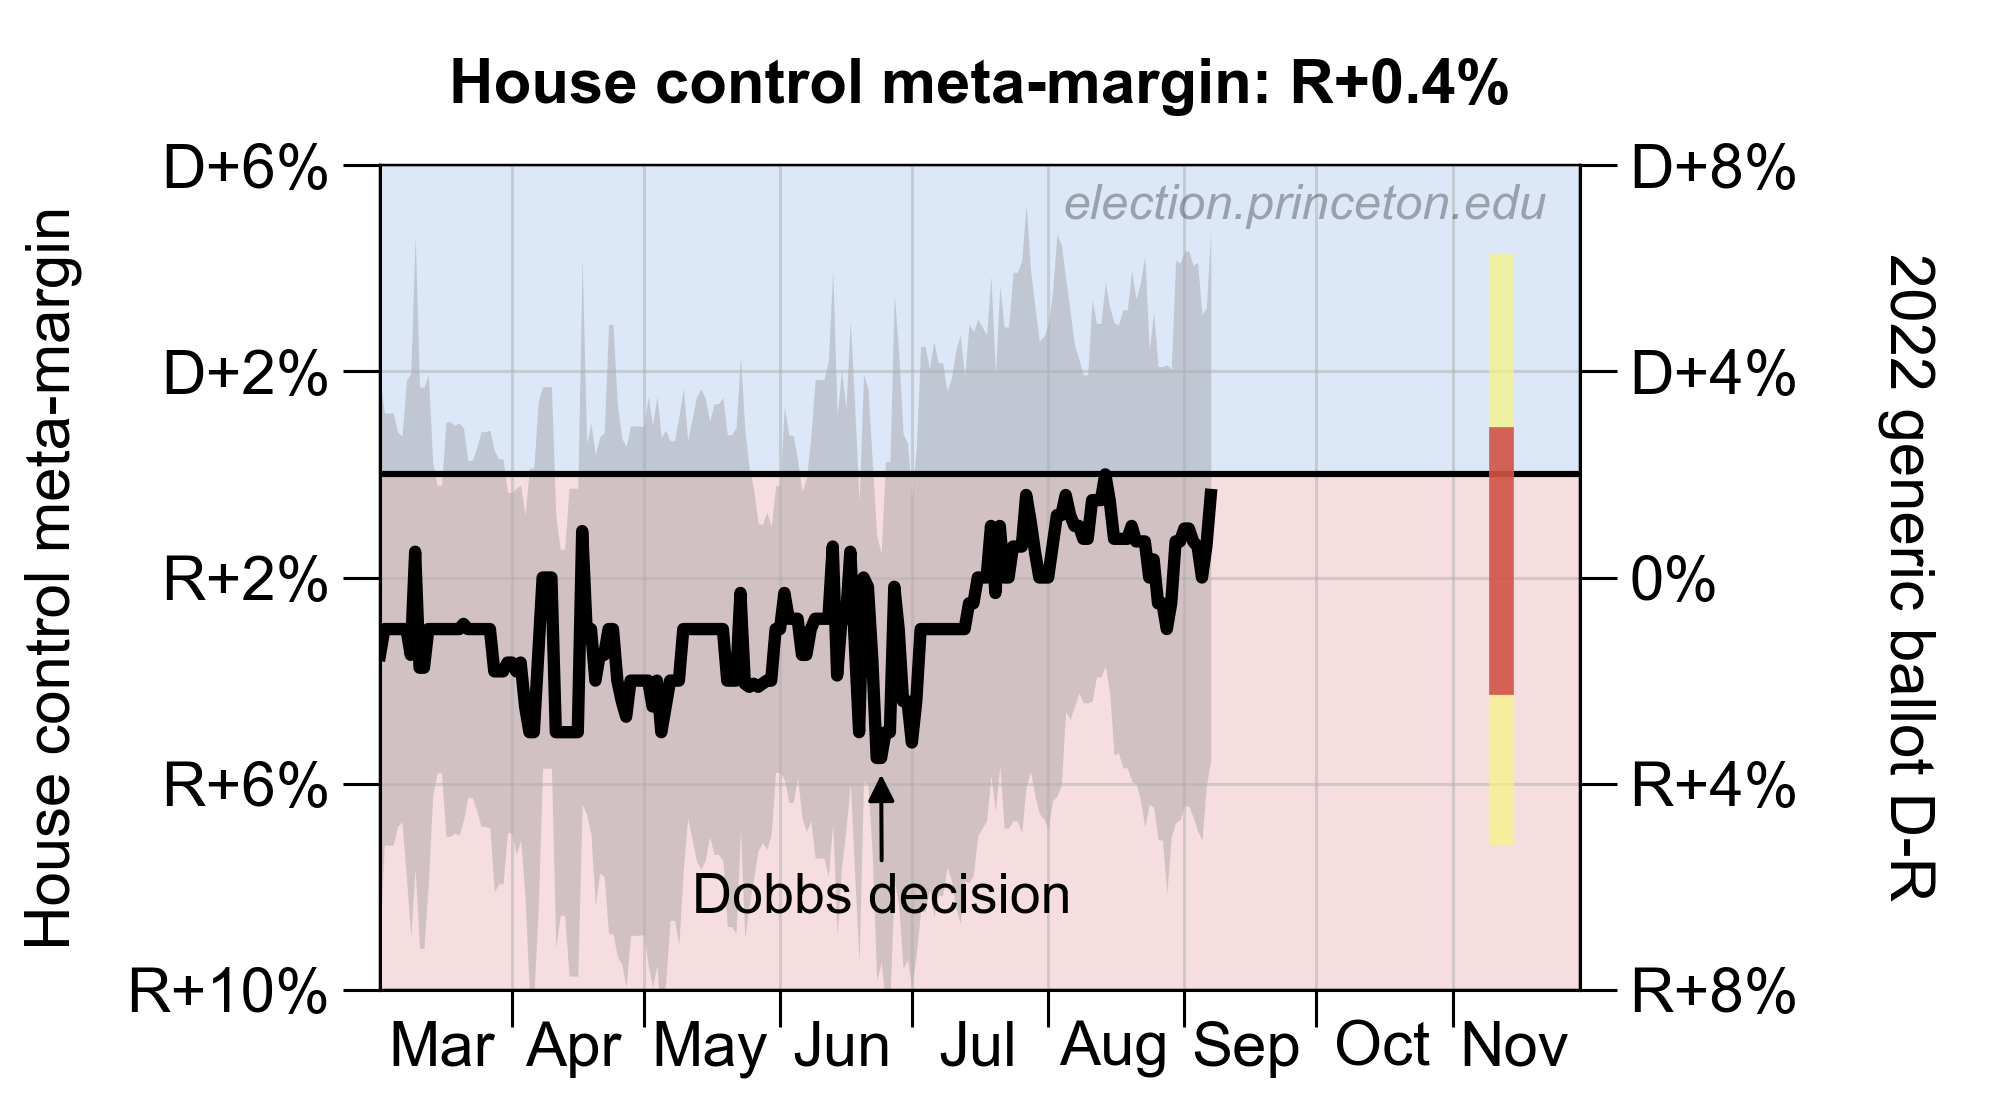 House control meta-margin: R+0.4%
D+6%
D+2%
R+2%
R+6%
R+10%
House control meta-margin
D+8%
D+4%
0%
R+4%
R+8%
2022 generic ballot D-R
election.princeton.edu
Dobbs decision
Mar Apr May Jun Jul Aug Sep Oct Nov